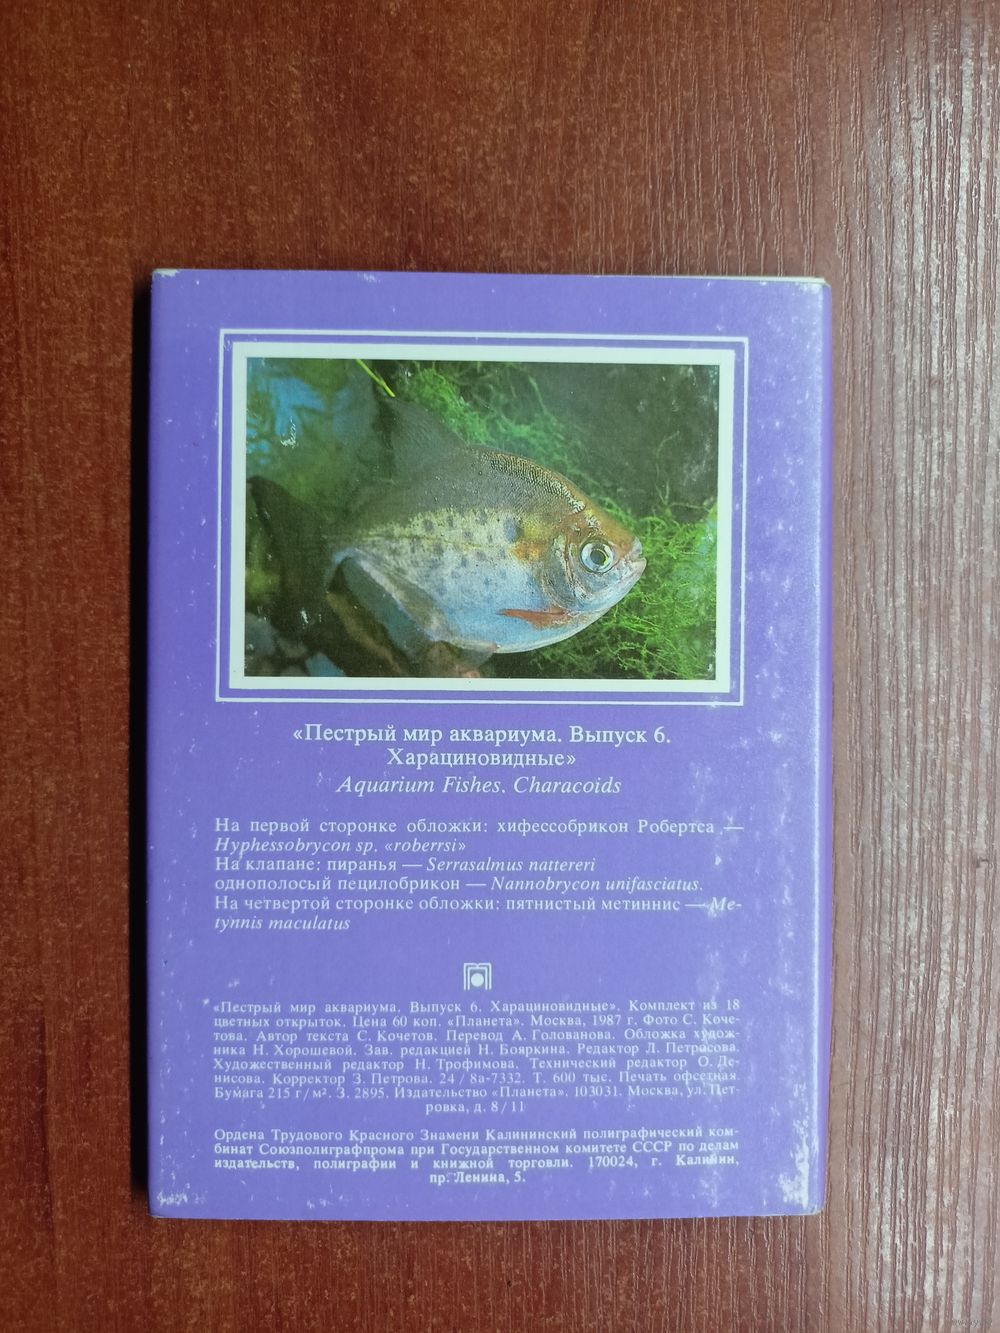 «Пестрый мир аквариума. Выпуск 6.
Харациновидные»
Aquarium Fishes. Characoids
На первой сторонке обложки: хифессобрикон Робертса —
Hyphessobrycon sp. «roberrsi»
На клапане: пиранья — Serrasalmus nattereri
однополосый пецилобрикон — Nannobrycon unifasciatus.
На четвертой сторонке обложки: пятнистый метиннис — Me-
tynnis maculatus
«Пестрый мир аквариума. Выпуск 6. Харациновидные». Комплект из 18
цветных открыток. Цена 60 коп. «Планета». Москва, 1987 г. Фото С. Коче-
това. Автор текста С. Кочетов. Перевод А. Голованова. Обложка худож-
ника Н. Хорошевой. Зав. редакцией Н. Бояркина. Редактор Л. Петросова.
Художественный редактор Н. Трофимова. Технический редактор О. Де-
нисова. Корректор З. Петрова. 24 / 8а-7332. Т. 600 тыс. Печать офсетная.
Бумага 215 г/м². З. 2895. Издательство «Планета». 103031. Москва, ул. Пет-
ровка, д. 8/11
Ордена Трудового Красного Знамени Калининский полиграфический ком-
бинат Союзполиграфпрома при Государственном комитете СССР по делам
издательств, полиграфии и книжной торговли. 170024, г. Калинин,
пр. Ленина, 5.